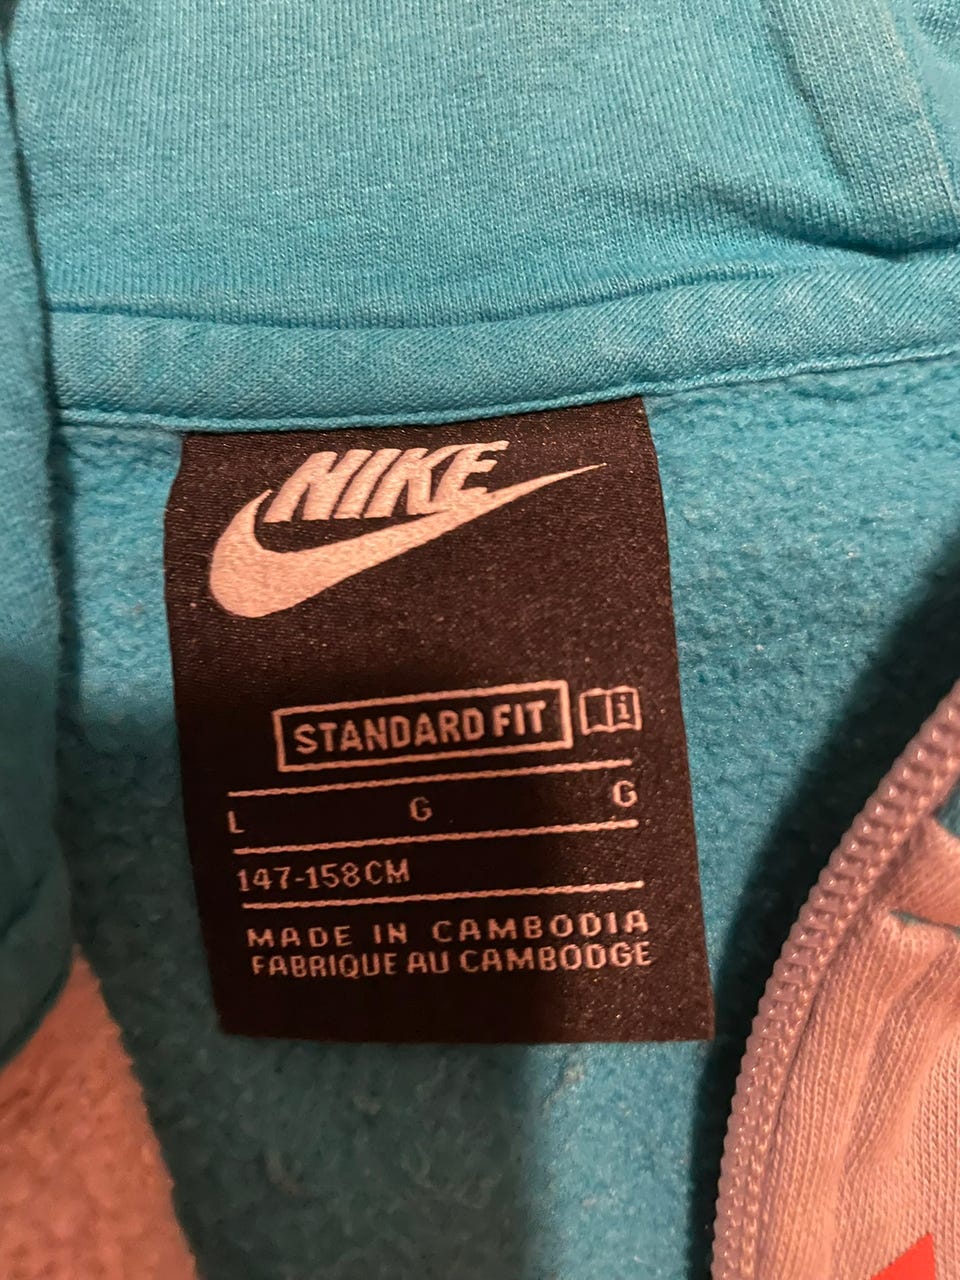 NIKE
STANDARD FIT i
L G G
147-158CM
MADE IN CAMBODIA
FABRIQUE AU CAMBODGE